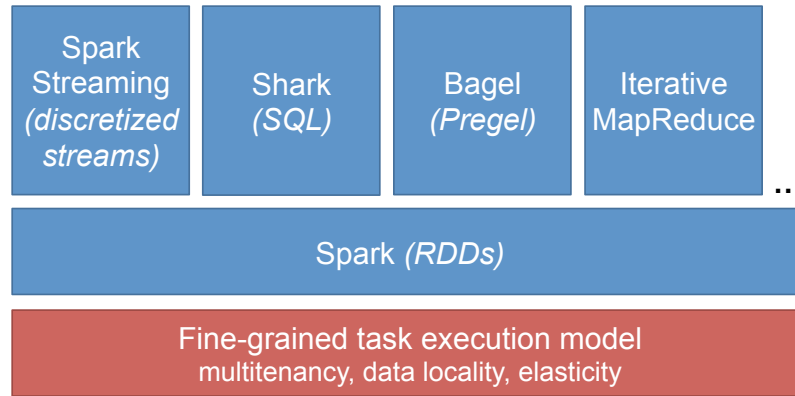 Spark
Streaming
(discretized
streams)
Shark
(SQL)
Bagel
(Pregel)
Iterative
MapReduce
...
Spark (RDDs)
Fine-grained task execution model
multitenancy, data locality, elasticity